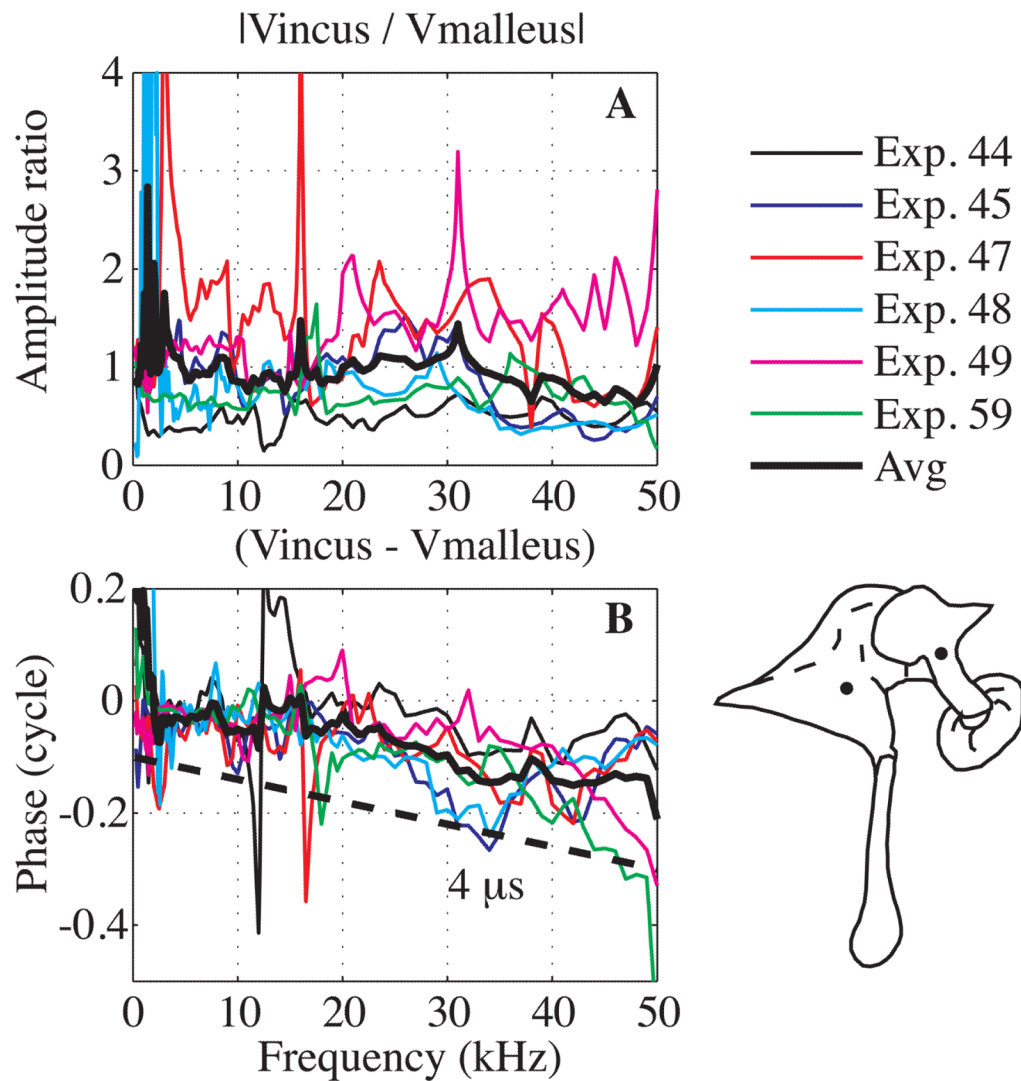 |Vincus / Vmalleus|
A
Amplitude ratio
4
3
2
1
0
0 10 20 30 40 50
Exp. 44
Exp. 45
Exp. 47
Exp. 48
Exp. 49
Exp. 59
Avg
(Vincus - Vmalleus)
B
Phase (cycle)
0.2
0
-0.2
-0.4
4 μs
0 10 20 30 40 50
Frequency (kHz)